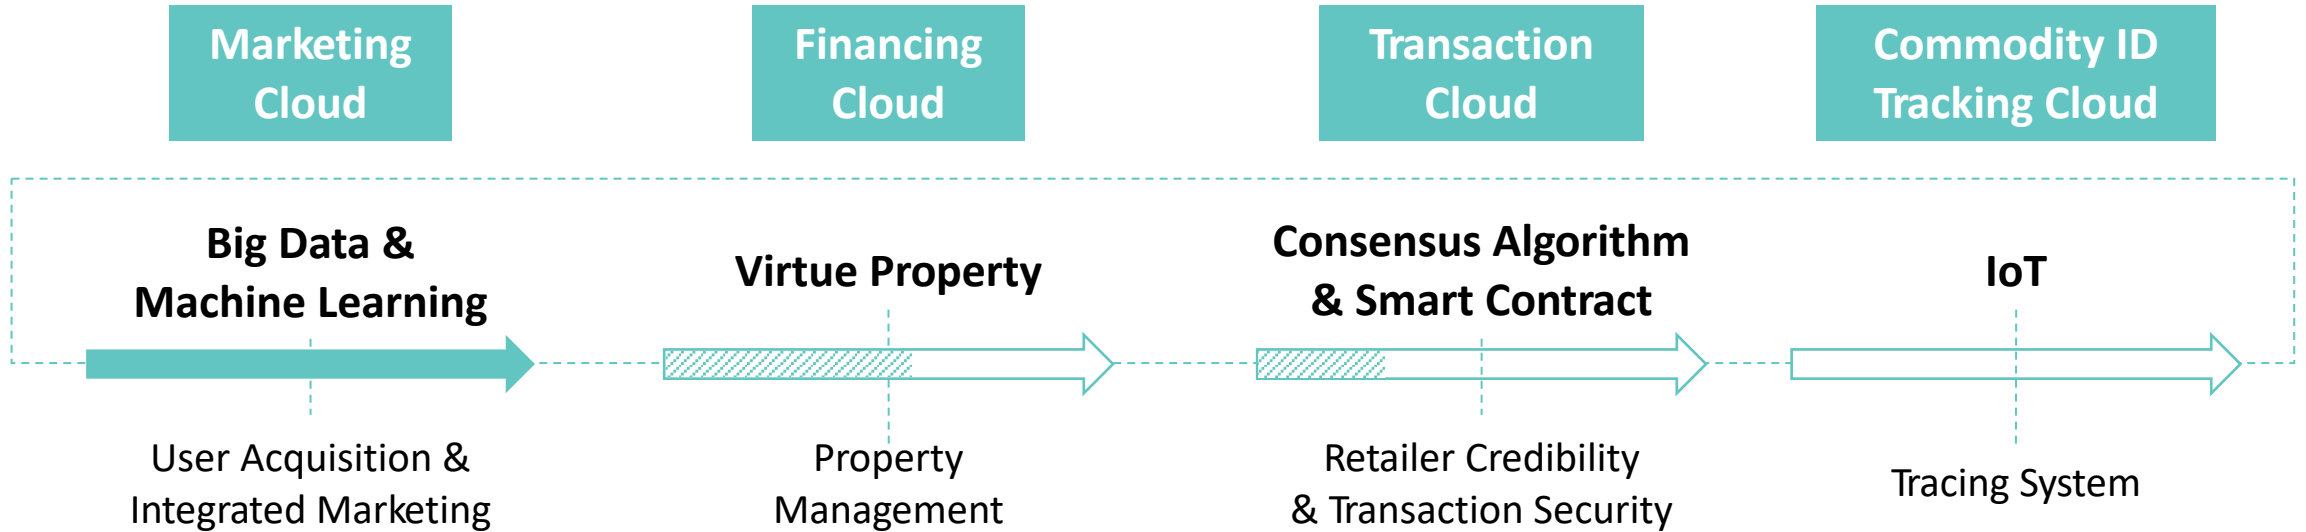 Marketing
Cloud
Financing
Cloud
Transaction
Cloud
Commodity ID
Tracking Cloud
Big Data &
Machine Learning
Virtue Property
Consensus Algorithm
& Smart Contract
IoT
User Acquisition &
Integrated Marketing
Property
Management
Retailer Credibility
& Transaction Security
Tracing System